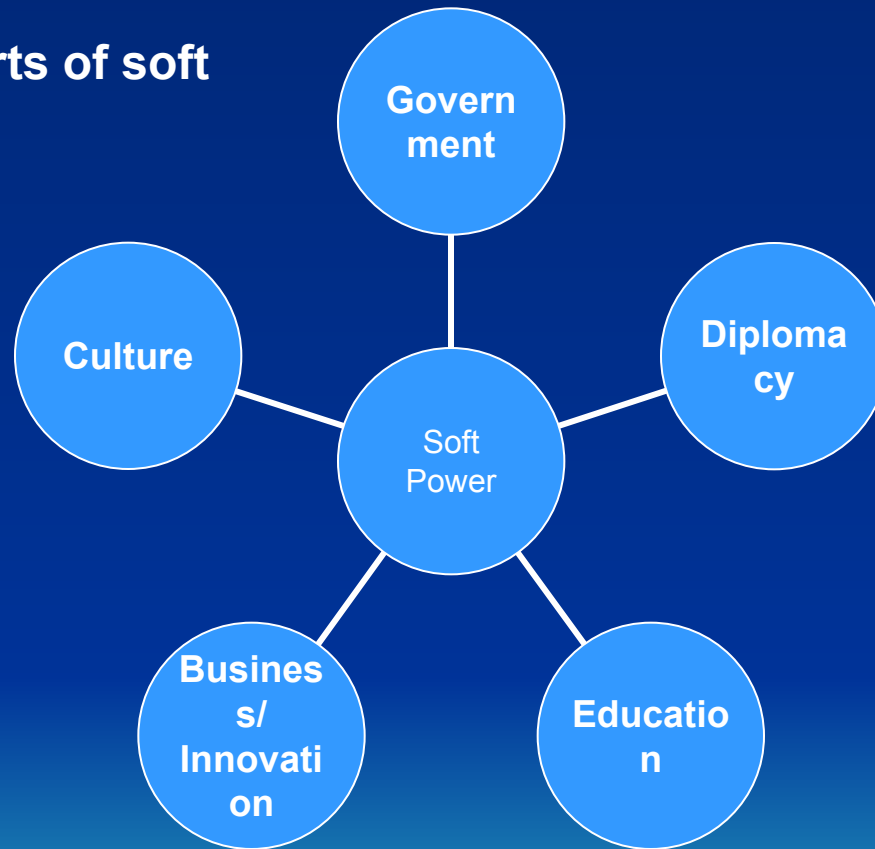 rts of soft
Govern
ment
Culture
Diploma
cy
Soft
Power
Busines
s/
Innovati
on
Educatio
n